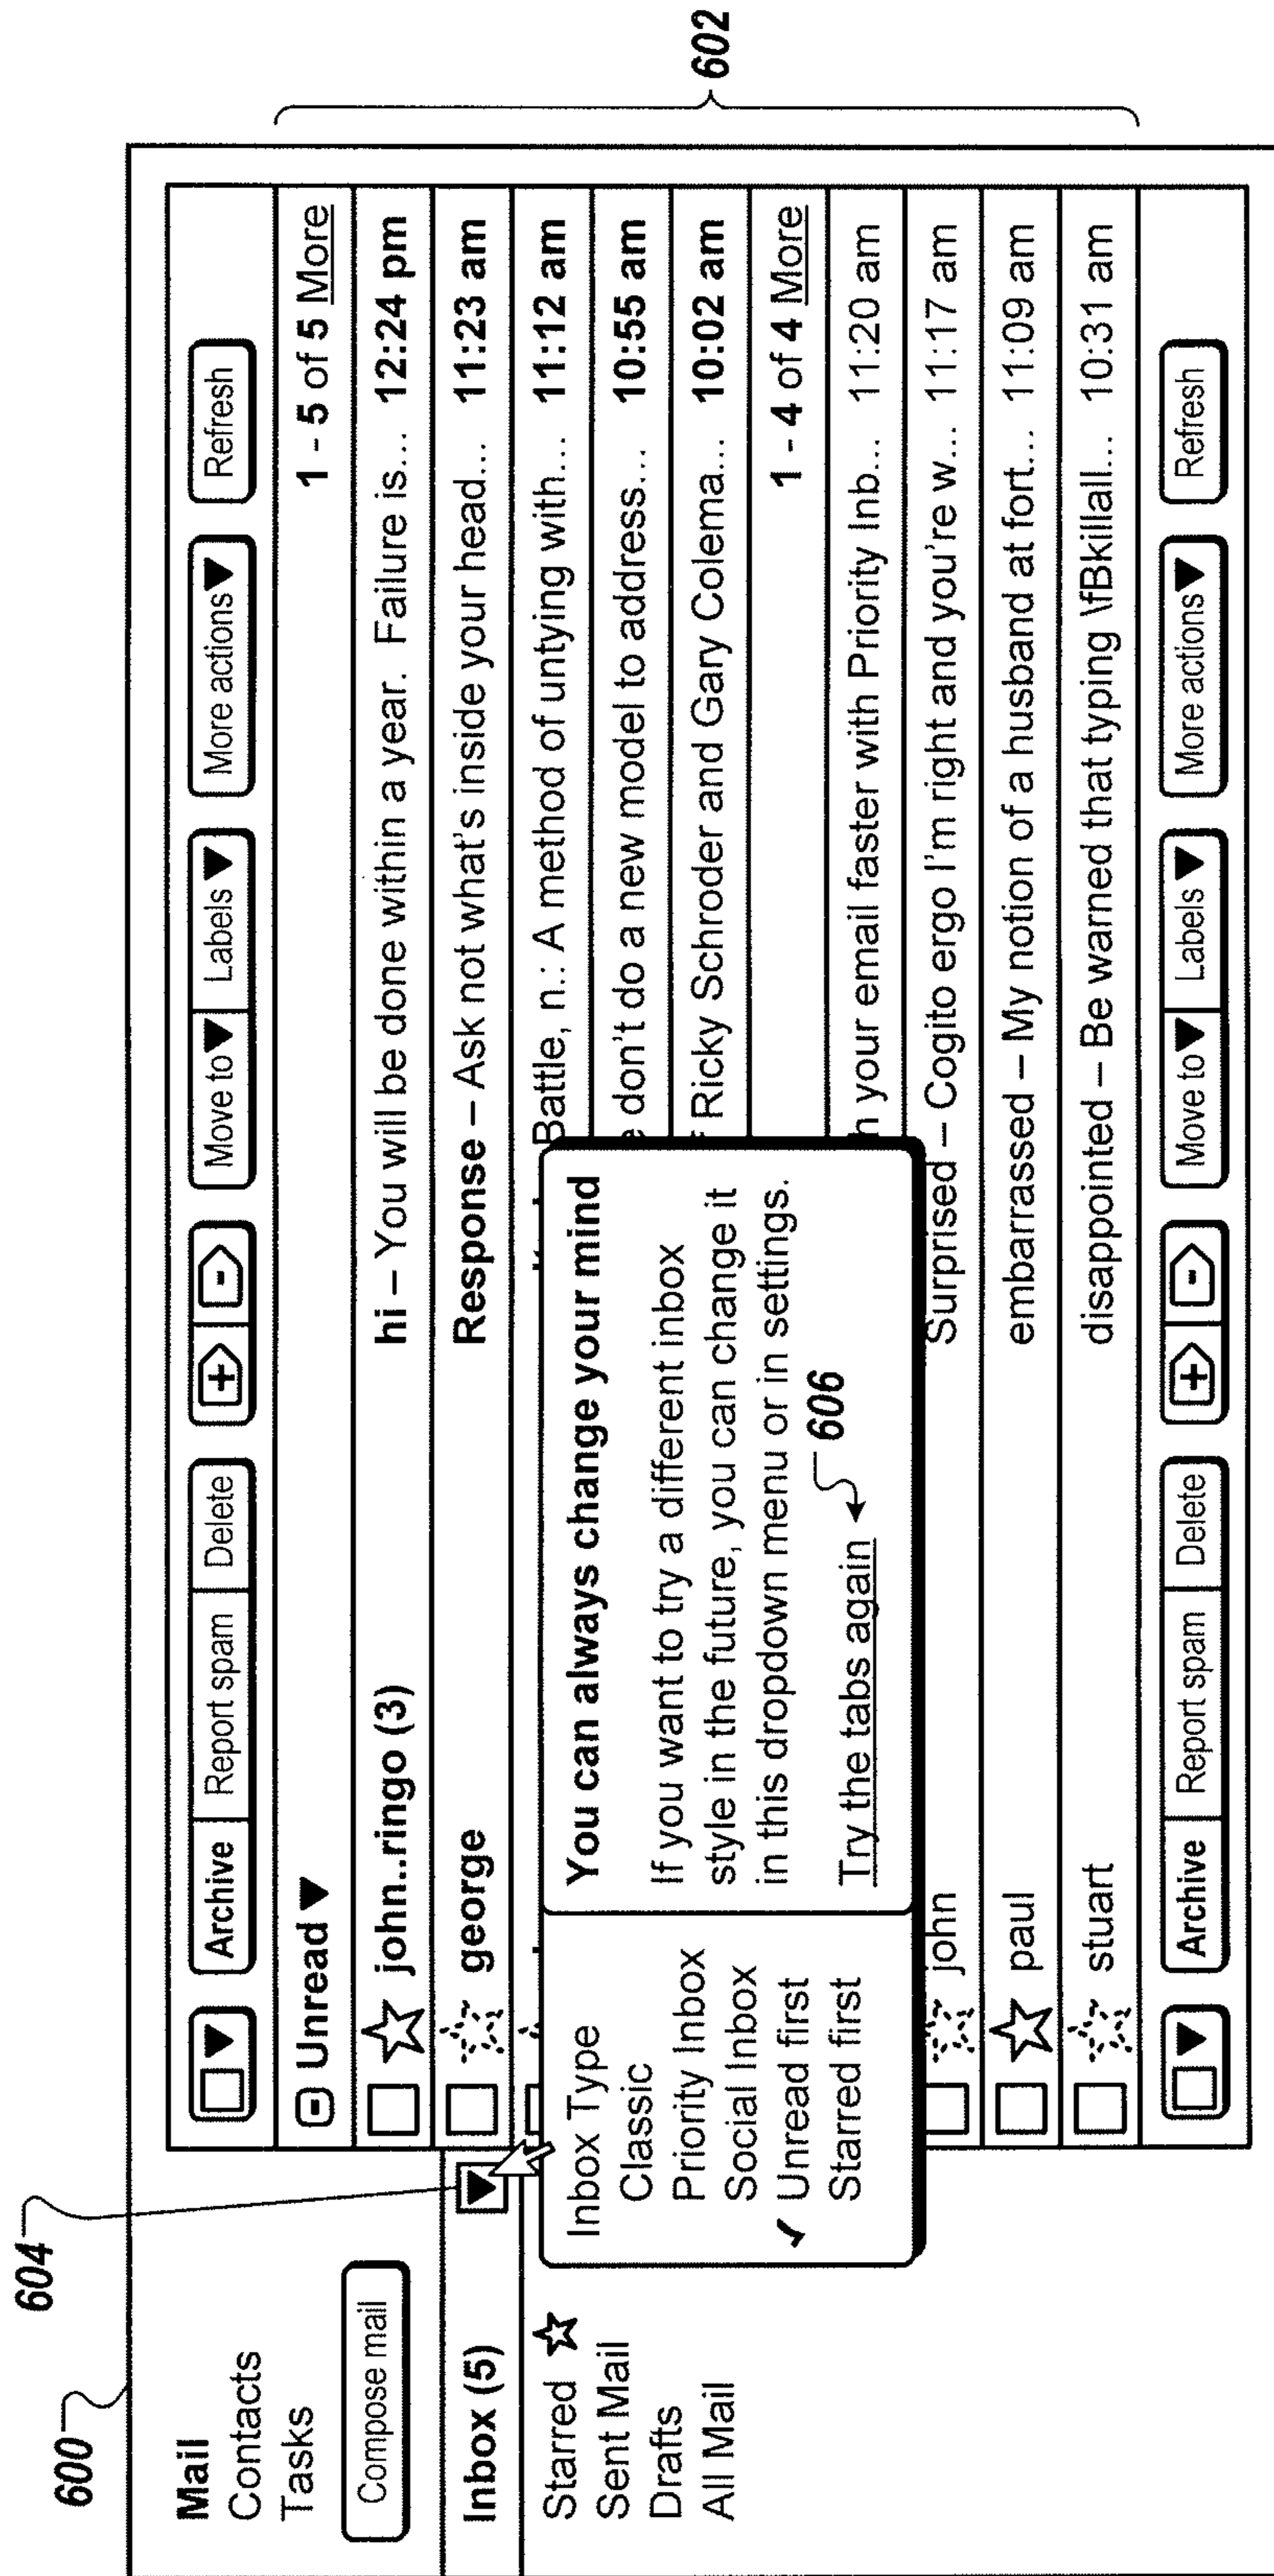 600
604
602
Mail
Contacts
Tasks
Compose mail
Inbox (5)
Starred
Sent Mail
Drafts
All Mail
Archive Report spam Delete + - Move to Labels More actions Refresh
Unread 1 - 5 of 5 More
john..ringo (3) hi – You will be done within a year. Failure is... 12:24 pm
george Response – Ask not what's inside your head... 11:23 am
Battle, n.: A method of untying with... 11:12 am
don't do a new model to address... 10:55 am
Ricky Schroder and Gary Colema... 10:02 am
1 - 4 of 4 More
your email faster with Priority Inb... 11:20 am
john Surprised – Cogito ergo I'm right and you're w... 11:17 am
paul embarrassed – My notion of a husband at fort... 11:09 am
stuart disappointed – Be warned that typing \fBkillall... 10:31 am
Archive Report spam Delete + - Move to Labels More actions Refresh
Inbox Type
Classic
Priority Inbox
Social Inbox
✓ Unread first
Starred first
You can always change your mind
If you want to try a different inbox
style in the future, you can change it
in this dropdown menu or in settings.
606
Try the tabs again